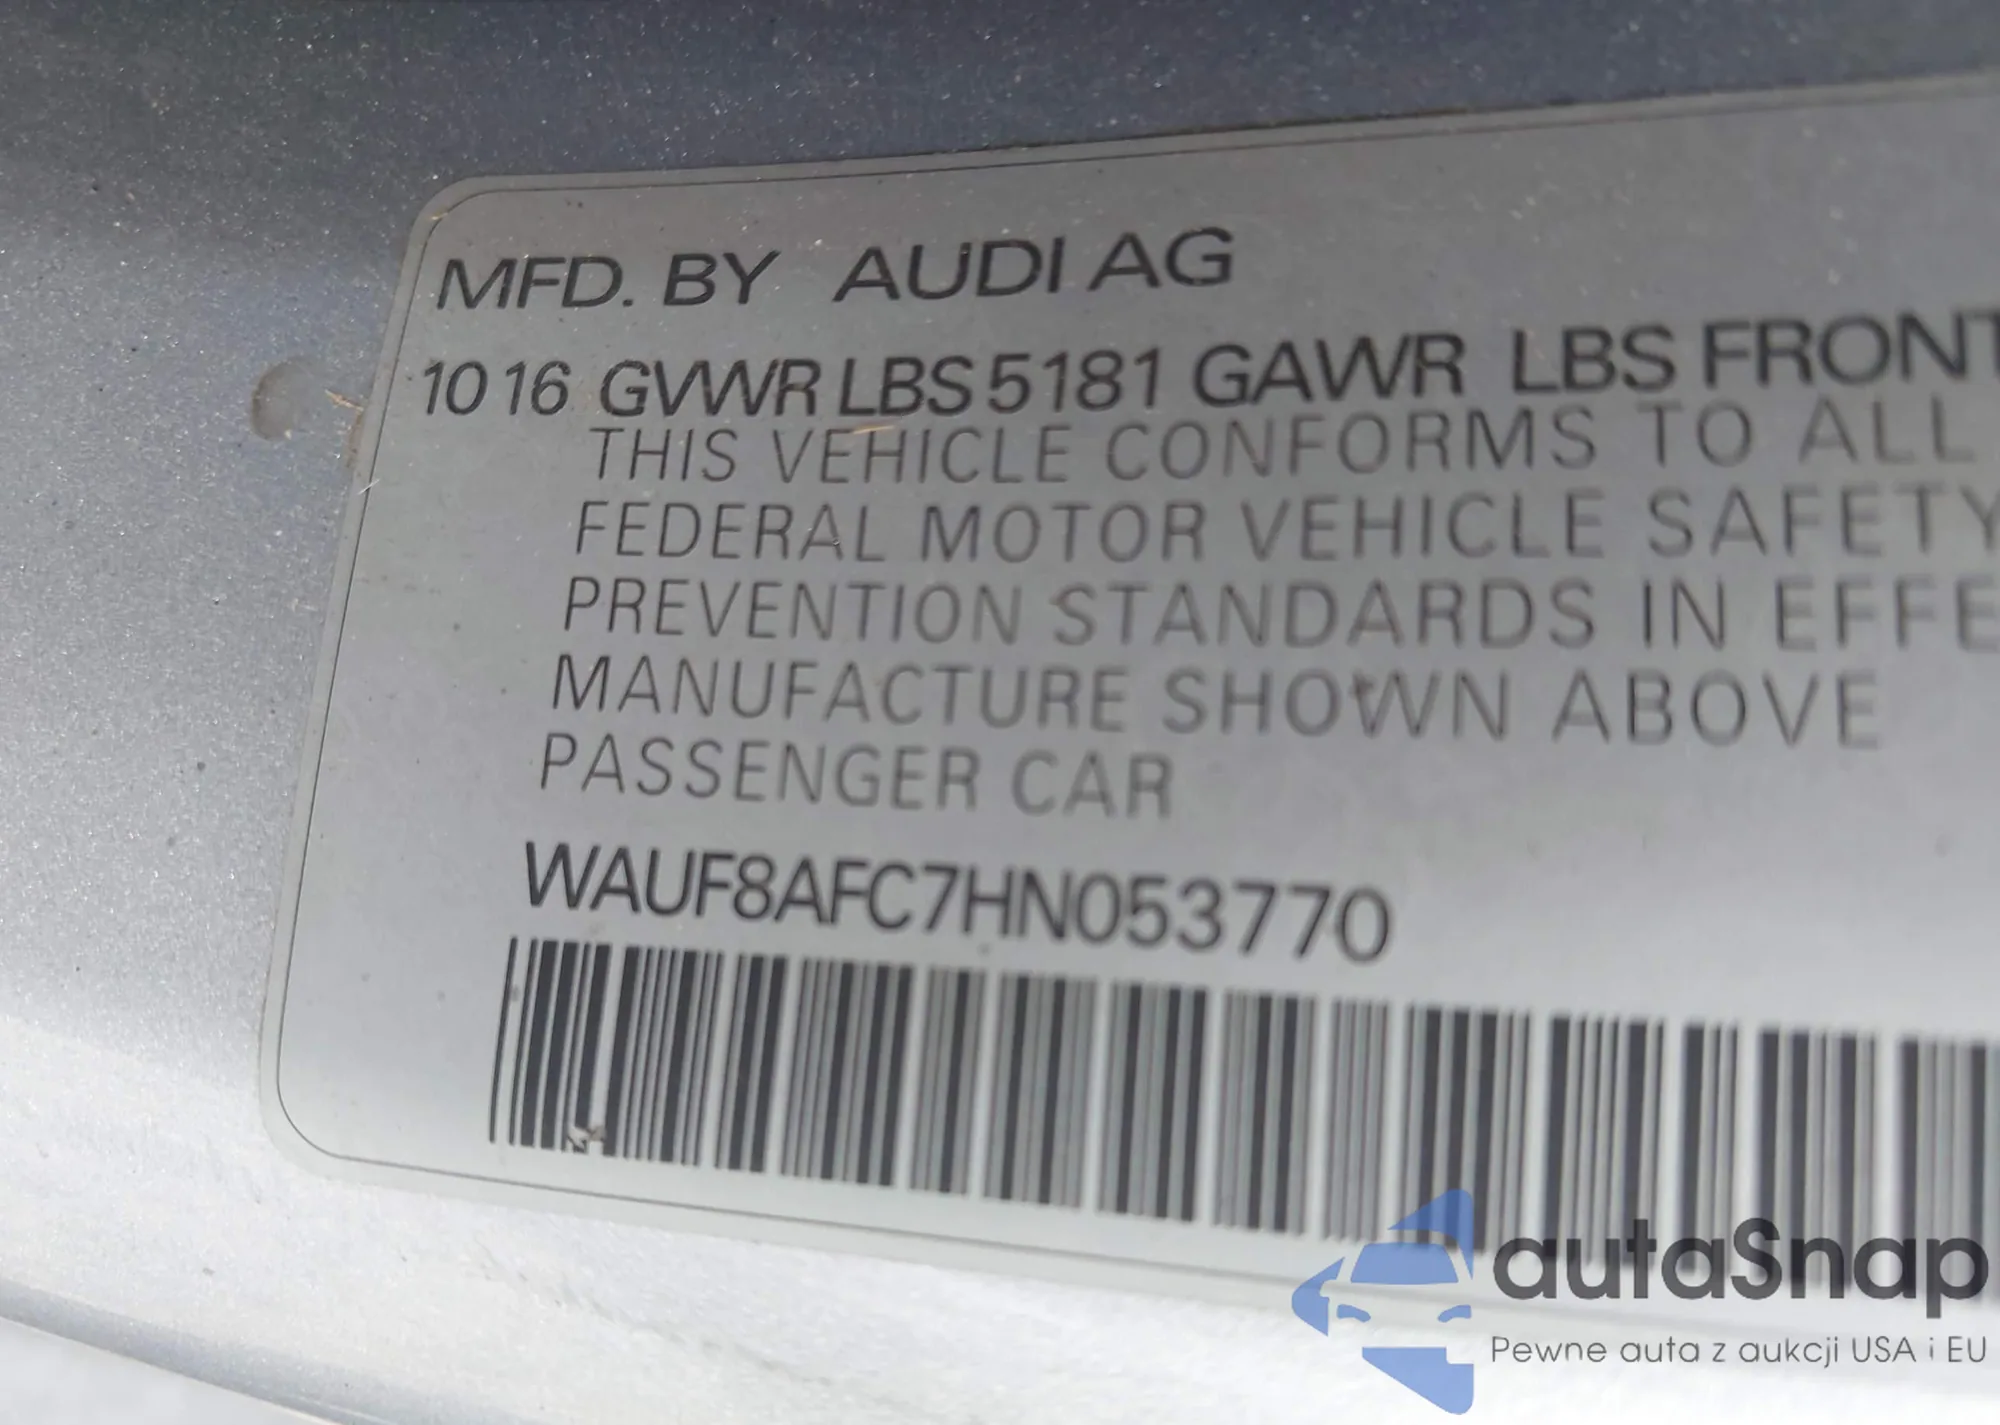 MFD. BY AUDI AG
10 16 GVWR LBS 5181 GAWR LBS FRONT
THIS VEHICLE CONFORMS TO ALL
FEDERAL MOTOR VEHICLE SAFETY
PREVENTION STANDARDS IN EFFE
MANUFACTURE SHOWN ABOVE
PASSENGER CAR
WAUF8AFC7HN053770
autaSnap
Pewne auta z aukcji USA i EU